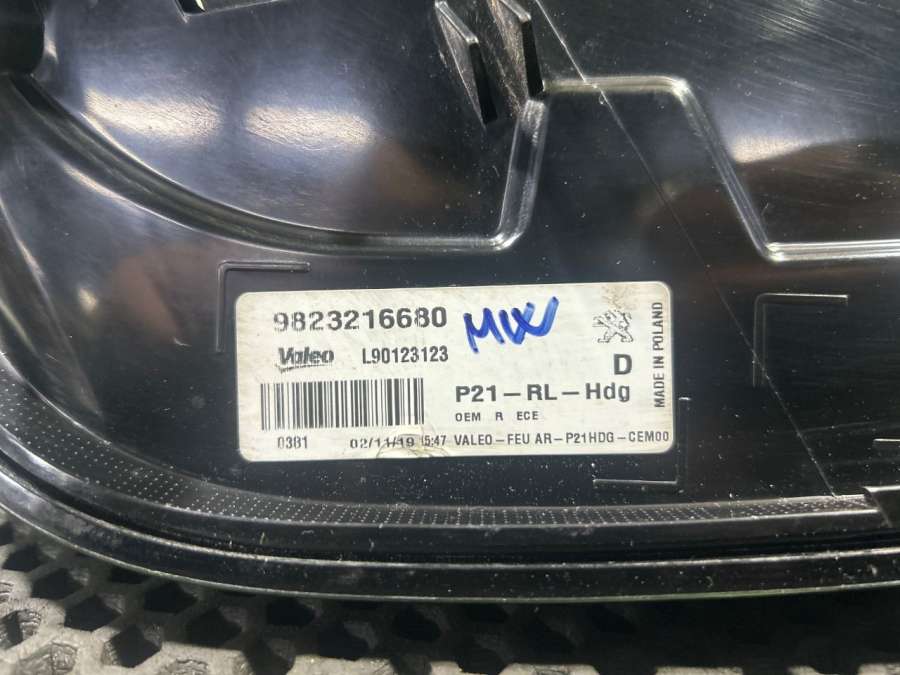 9823216680 MW
Valeo L90123123
D
P21-RL-Hdg
OEM R ECE
0381 02/11/19 15:47 VALEO-FEU AR-P21HDG-CEM00
MADE IN POLAND